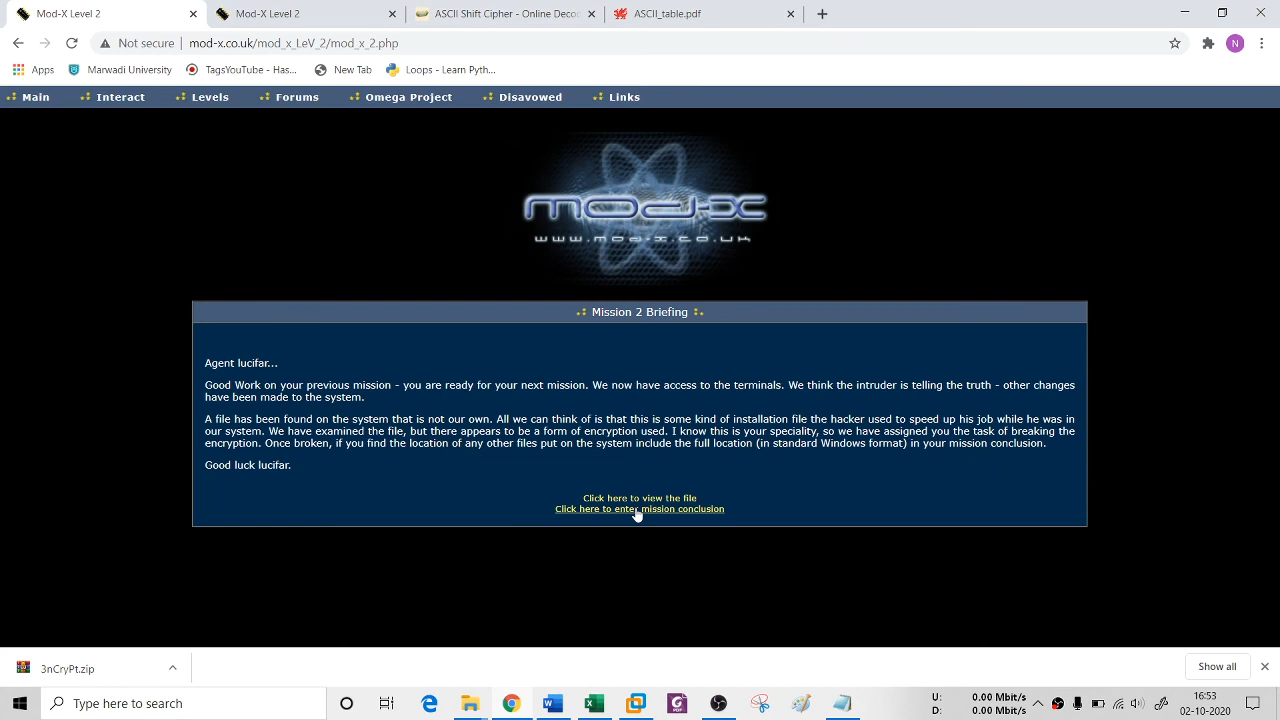 Mod-X Level 2
Mod-X Level 2
ASCII Shift Cipher - Online Decod
ASCII_table.pdf
Not secure | mod-x.co.uk/mod_x_LeV_2/mod_x_2.php
N
Apps
Marwadi University
TagsYouTube - Has...
New Tab
Loops - Learn Pyth...
Main
Interact
Levels
Forums
Omega Project
Disavowed
Links
mod-x
www.mod-x.co.uk
Mission 2 Briefing
Agent lucifar...
Good Work on your previous mission - you are ready for your next mission. We now have access to the terminals. We think the intruder is telling the truth - other changes
have been made to the system.
A file has been found on the system that is not our own. All we can think of is that this is some kind of installation file the hacker used to speed up his job while he was in
our system. We have examined the file, but there appears to be a form of encryption used. I know this is your speciality, so we have assigned you the task of breaking the
encryption. Once broken, if you find the location of any other files put on the system include the full location (in standard Windows format) in your mission conclusion.
Good luck lucifar.
Click here to view the file
Click here to enter mission conclusion
3nCryPt.zip
Show all
Type here to search
U: 0.00 Mbit/s
D: 0.00 Mbit/s
16:53
02-10-2020